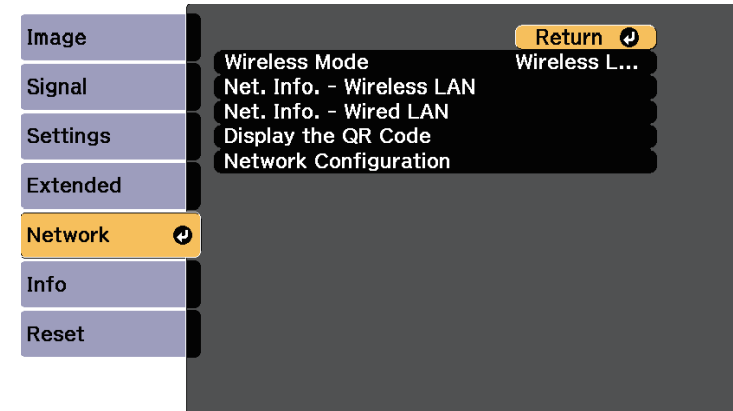 Image
Signal
Settings
Extended
Network
Info
Reset
Return
Wireless Mode Wireless L...
Net. Info. - Wireless LAN
Net. Info. - Wired LAN
Display the QR Code
Network Configuration